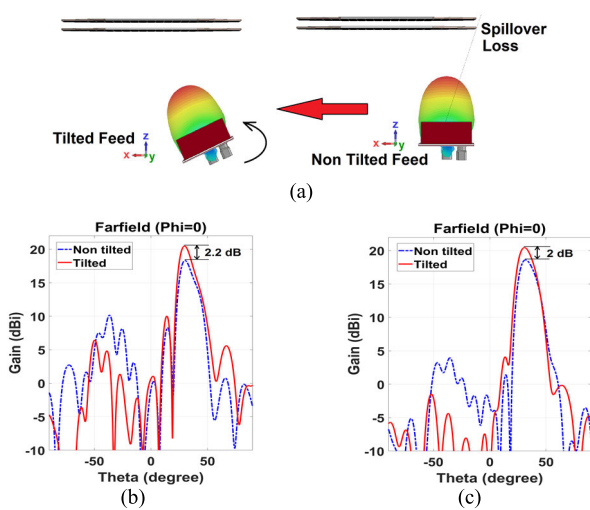 Spillover
Loss
Tilted Feed
z
x
y
z
x
y
Non Tilted Feed
(a)
Farfield (Phi=0)
Non tilted
Tilted
2.2 dB
20
15
10
5
0
-5
-10
Gain (dBi)
-50
0
50
Theta (degree)
(b)
Farfield (Phi=0)
Non tilted
Tilted
2 dB
20
15
10
5
0
-5
-10
Gain (dBi)
-50
0
50
Theta (degree)
(c)